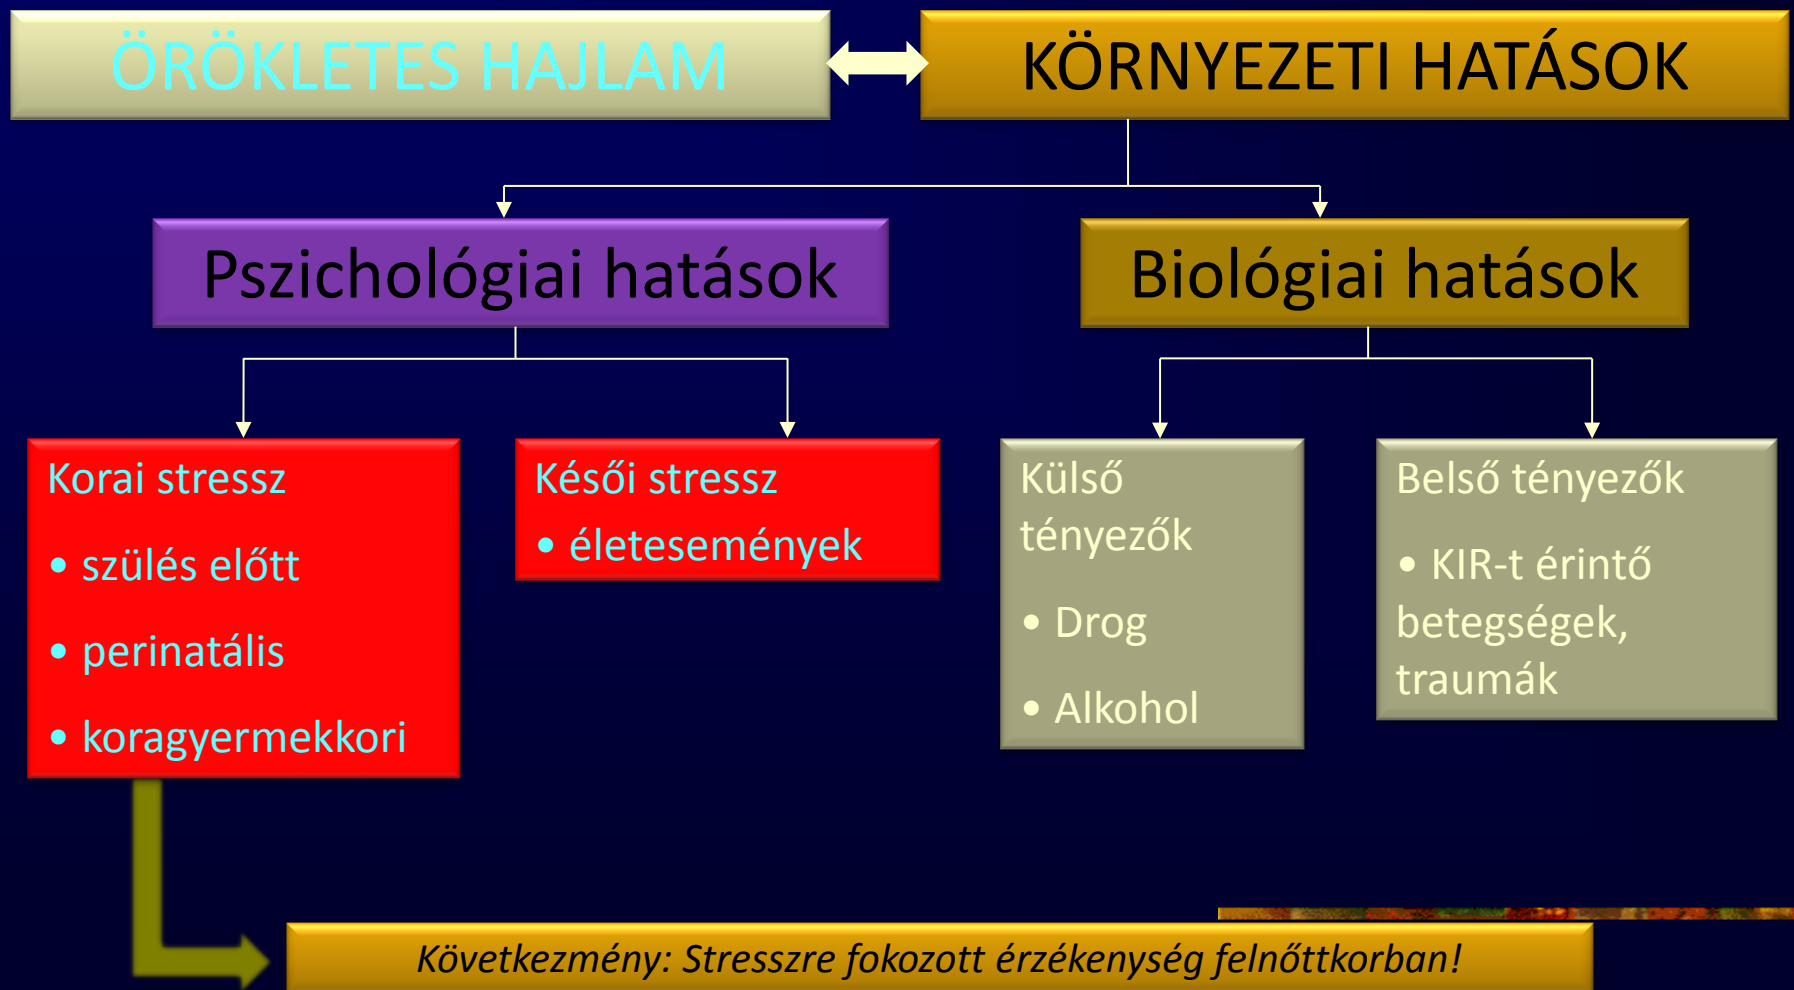 ÖRÖKLETES HAJLAM
KÖRNYEZETI HATÁSOK
Pszichológiai hatások
Biológiai hatások
Korai stressz
• szülés előtt
• perinatális
• koragyermekkori
Késői stressz
• életesemények
Külső
tényezők
• Drog
• Alkohol
Belső tényezők
• KIR-t érintő
betegségek,
traumák
Következmény: Stresszre fokozott érzékenység felnőttkorban!